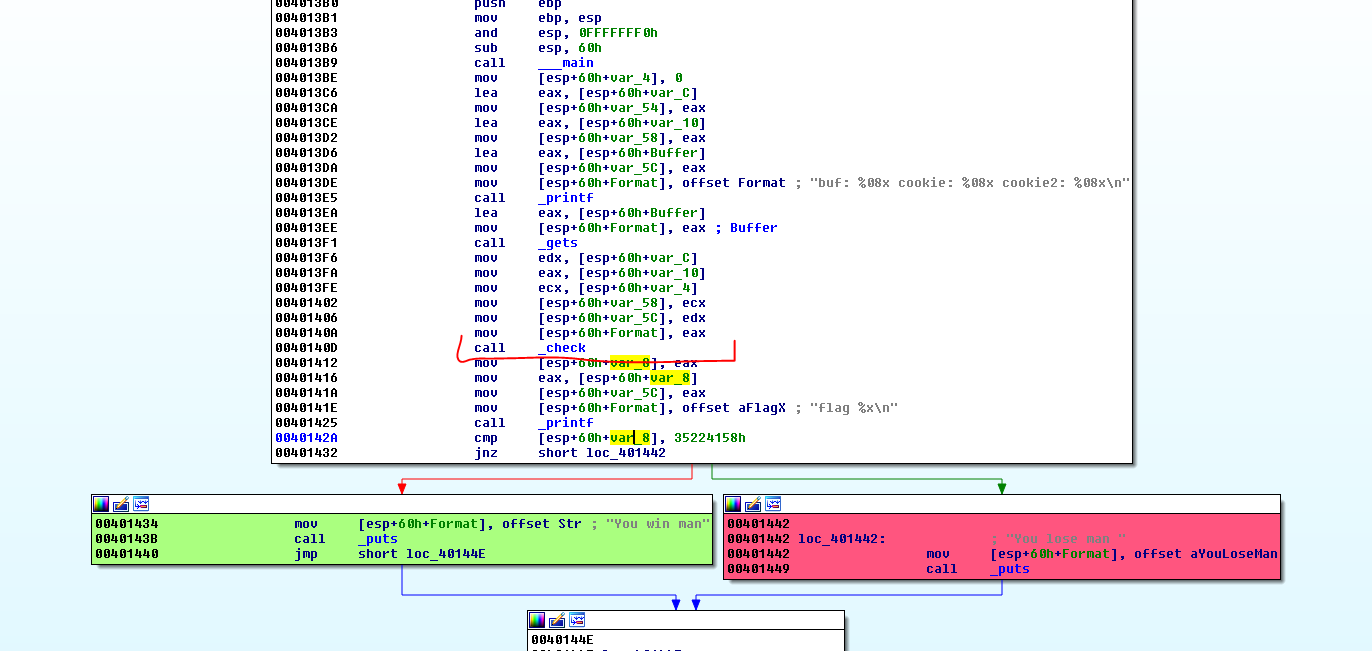 004013B0 push ebp
004013B1 mov ebp, esp
004013B3 and esp, 0FFFFFFF0h
004013B6 sub esp, 60h
004013B9 call ___main
004013BE mov [esp+60h+var_4], 0
004013C6 lea eax, [esp+60h+var_C]
004013CA mov [esp+60h+var_54], eax
004013CE lea eax, [esp+60h+var_10]
004013D2 mov [esp+60h+var_58], eax
004013D6 lea eax, [esp+60h+Buffer]
004013DA mov [esp+60h+var_5C], eax
004013DE mov [esp+60h+Format], offset Format ; "buf: %08x cookie: %08x cookie2: %08x\n"
004013E5 call _printf
004013EA lea eax, [esp+60h+Buffer]
004013EE mov [esp+60h+Format], eax ; Buffer
004013F1 call _gets
004013F6 mov edx, [esp+60h+var_C]
004013FA mov eax, [esp+60h+var_10]
004013FE mov ecx, [esp+60h+var_4]
00401402 mov [esp+60h+var_58], ecx
00401406 mov [esp+60h+var_5C], edx
0040140A mov [esp+60h+Format], eax
0040140D call _check
00401412 mov [esp+60h+var_8], eax
00401416 mov eax, [esp+60h+var_8]
0040141A mov [esp+60h+var_5C], eax
0040141E mov [esp+60h+Format], offset aFlagX ; "flag %x\n"
00401425 call _printf
0040142A cmp [esp+60h+var_8], 35224158h
00401432 jnz short loc_401442
00401434 mov [esp+60h+Format], offset Str ; "You win man"
0040143B call _puts
00401440 jmp short loc_40144E
00401442
00401442 loc_401442: ; "You lose man "
00401442 mov [esp+60h+Format], offset aYouLoseMan
00401449 call _puts
0040144E